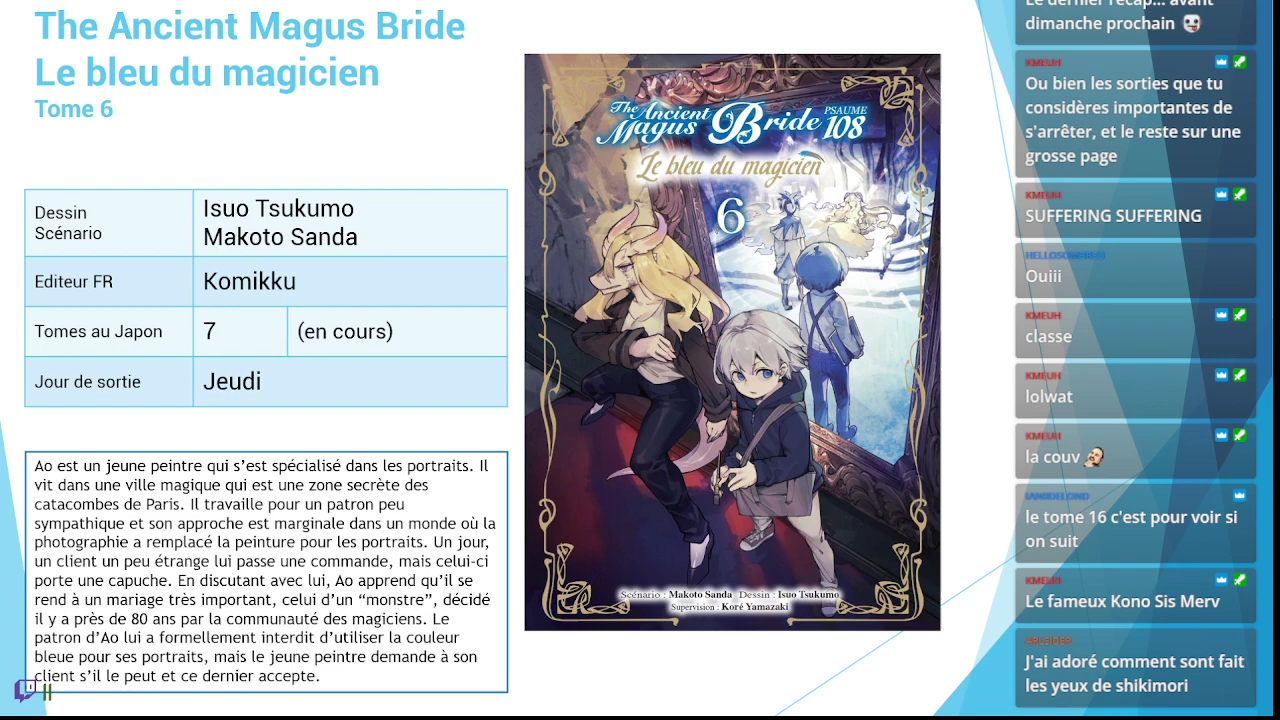 The Ancient Magus Bride
Le bleu du magicien
Tome 6
Dessin
Scénario
Isuo Tsukumo
Makoto Sanda
Editeur FR
Komikku
Tomes au Japon
7
(en cours)
Jour de sortie
Jeudi
Ao est un jeune peintre qui s’est spécialisé dans les portraits. Il
vit dans une ville magique qui est une zone secrète des
catacombes de Paris. Il travaille pour un patron peu
sympathique et son approche est marginale dans un monde où la
photographie a remplacé la peinture pour les portraits. Un jour,
un client un peu étrange lui passe une commande, mais celui-ci
porte une capuche. En discutant avec lui, Ao apprend qu’il se
rend à un mariage très important, celui d’un “monstre”, décidé
il y a près de 80 ans par la communauté des magiciens. Le
patron d’Ao lui a formellement interdit d’utiliser la couleur
bleue pour ses portraits, mais le jeune peintre demande à son
client s’il le peut et ce dernier accepte.
The Ancient
Magus Bride
PSAUME
108
Le bleu du magicien
6
Scénario : Makoto Sanda Dessin : Isuo Tsukumo
Supervision : Koré Yamazaki
Le dernier récap... avant
dimanche prochain
KMEUH
Ou bien les sorties que tu
considères importantes de
s'arrêter, et le reste sur une
grosse page
KMEUH
SUFFERING SUFFERING
Ouiii
KMEUH
classe
KMEUH
lolwat
KMEUH
la couv
le tome 16 c'est pour voir si
on suit
KMEUH
Le fameux Kono Sis Merv
J'ai adoré comment sont fait
les yeux de shikimori